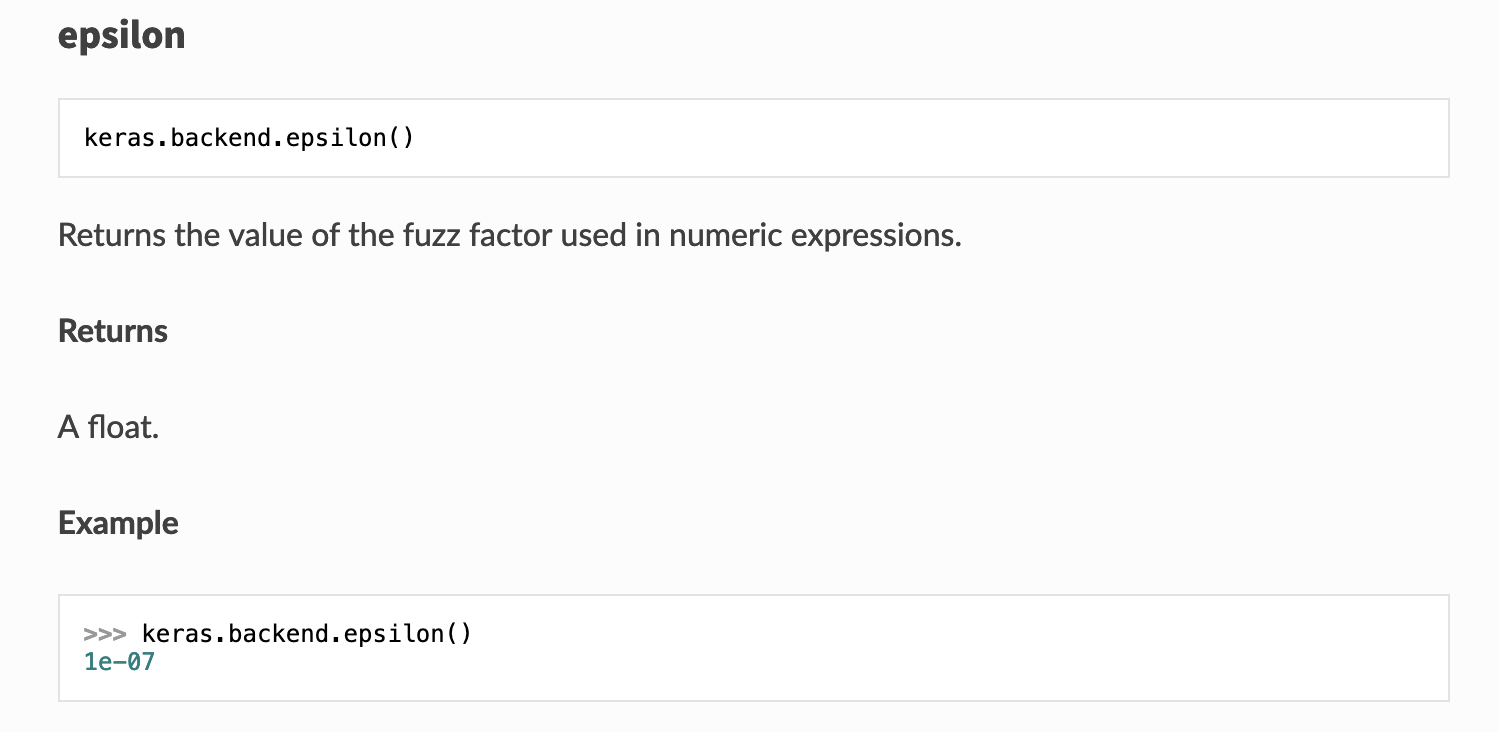 epsilon
keras.backend.epsilon()
Returns the value of the fuzz factor used in numeric expressions.
Returns
A float.
Example
>>> keras.backend.epsilon()
1e-07